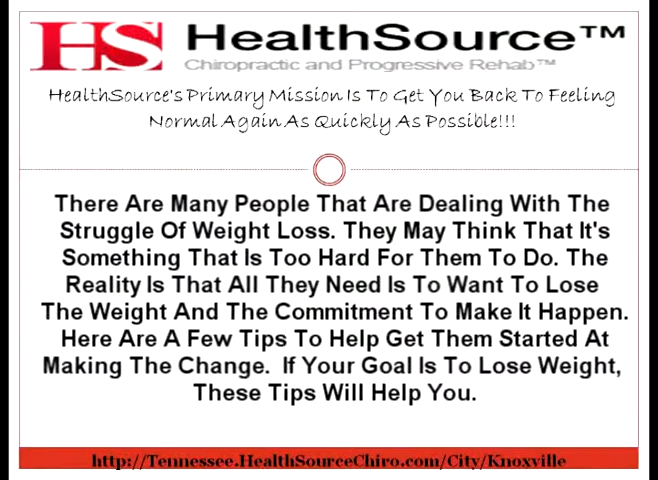 HS HealthSource™
Chiropractic and Progressive Rehab™
HealthSource's Primary Mission Is To Get You Back To Feeling
Normal Again As Quickly As Possible!!!
There Are Many People That Are Dealing With The
Struggle Of Weight Loss. They May Think That It's
Something That Is Too Hard For Them To Do. The
Reality Is That All They Need Is To Want To Lose
The Weight And The Commitment To Make It Happen.
Here Are A Few Tips To Help Get Them Started At
Making The Change.  If Your Goal Is To Lose Weight,
These Tips Will Help You.
http://Tennessee.HealthSourceChiro.com/City/Knoxville